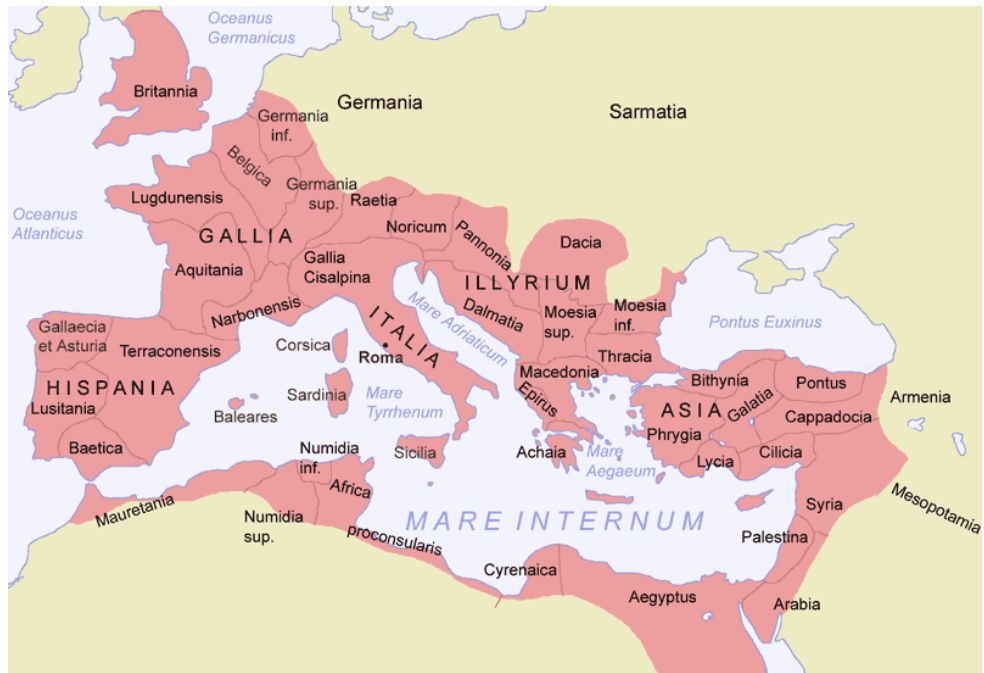 Oceanus
Germanicus
Britannia
Germania
Sarmatia
Germania
inf.
Belgica
Germania
sup.
Lugdunensis
Raetia
Oceanus
Atlanticus
GALLIA
Noricum
Pannonia
Dacia
Aquitania
Gallia
Cisalpina
ILLYRIUM
Narbonensis
Mare Adriaticum
Dalmatia
Moesia
sup.
Moesia
inf.
Pontus Euxinus
Gallaecia
et Asturia
Terraconensis
Corsica
ITALIA
Roma
Thracia
HISPANIA
Sardinia
Mare
Tyrrhenum
Macedonia
Epirus
Bithynia
Pontus
Armenia
Lusitania
Baleares
ASIA
Galatia
Cappadocia
Phrygia
Baetica
Numidia
inf.
Sicilia
Achaia
Mare
Aegaeum
Lycia
Cilicia
Mauretania
Africa
Numidia
sup.
proconsularis
MARE INTERNUM
Syria
Mesopotamia
Palestina
Cyrenaica
Aegyptus
Arabia